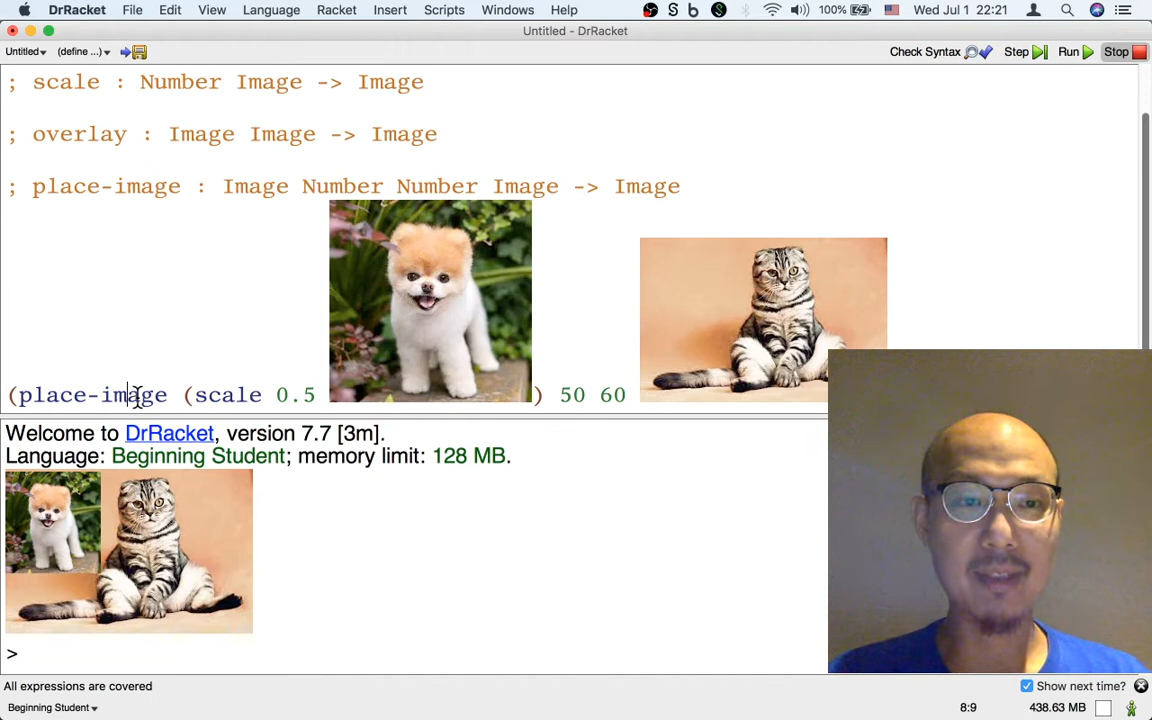 DrRacket File Edit View Language Racket Insert Scripts Windows Help 100% Wed Jul 1 22:21
Untitled - DrRacket
Untitled (define ...) Check Syntax Step Run Stop
; scale : Number Image -> Image
; overlay : Image Image -> Image
; place-image : Image Number Number Image -> Image
(place-image (scale 0.5 ) 50 60
Welcome to DrRacket, version 7.7 [3m].
Language: Beginning Student; memory limit: 128 MB.
>
All expressions are covered Show next time?
Beginning Student 8:9 438.63 MB